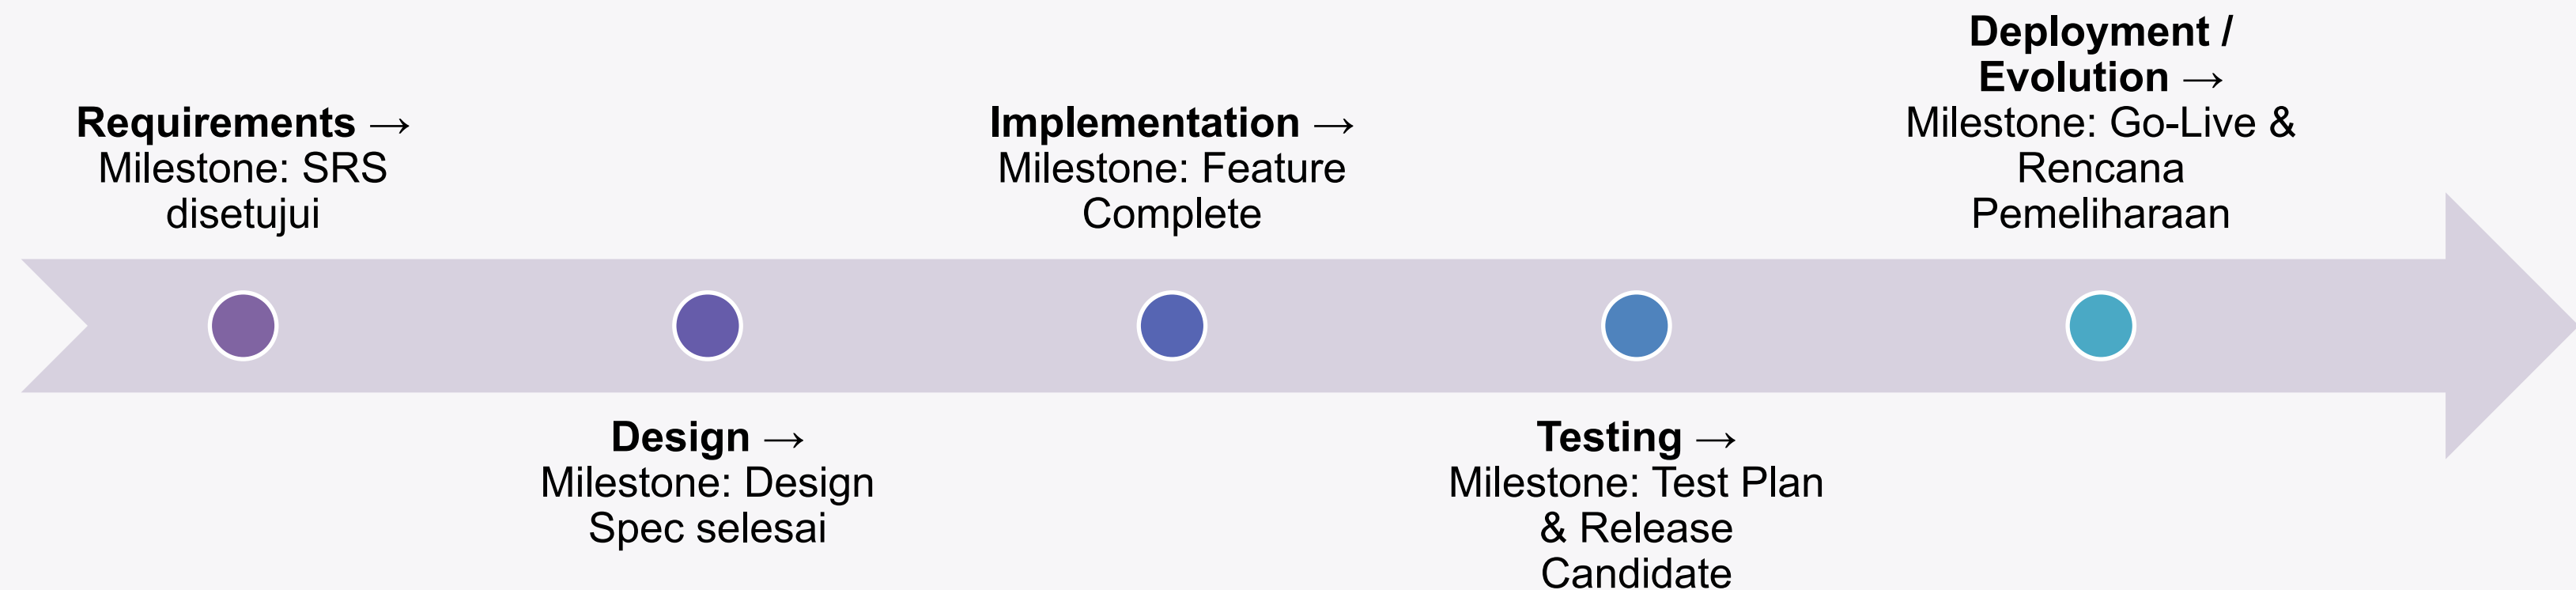 Requirements →
Milestone: SRS
disetujui
Design →
Milestone: Design
Spec selesai
Implementation →
Milestone: Feature
Complete
Testing →
Milestone: Test Plan
& Release
Candidate
Deployment /
Evolution →
Milestone: Go-Live &
Rencana
Pemeliharaan